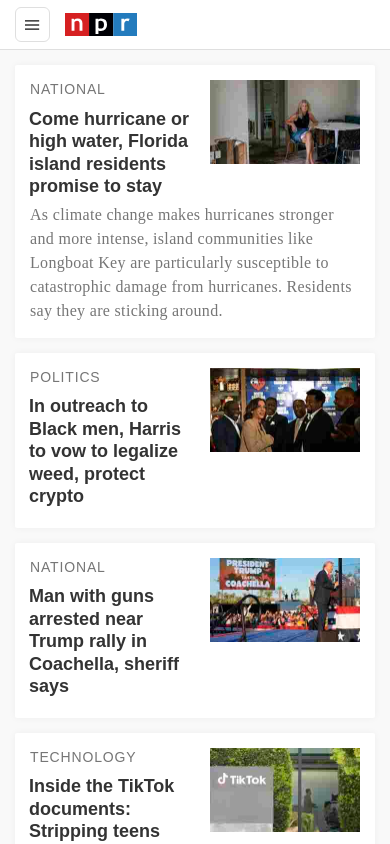 npr
NATIONAL
Come hurricane or
high water, Florida
island residents
promise to stay
As climate change makes hurricanes stronger
and more intense, island communities like
Longboat Key are particularly susceptible to
catastrophic damage from hurricanes. Residents
say they are sticking around.
POLITICS
In outreach to
Black men, Harris
to vow to legalize
weed, protect
crypto
NATIONAL
Man with guns
arrested near
Trump rally in
Coachella, sheriff
says
PRESIDENT
TRUMP
COACHELLA
TECHNOLOGY
Inside the TikTok
documents:
Stripping teens
TikTok